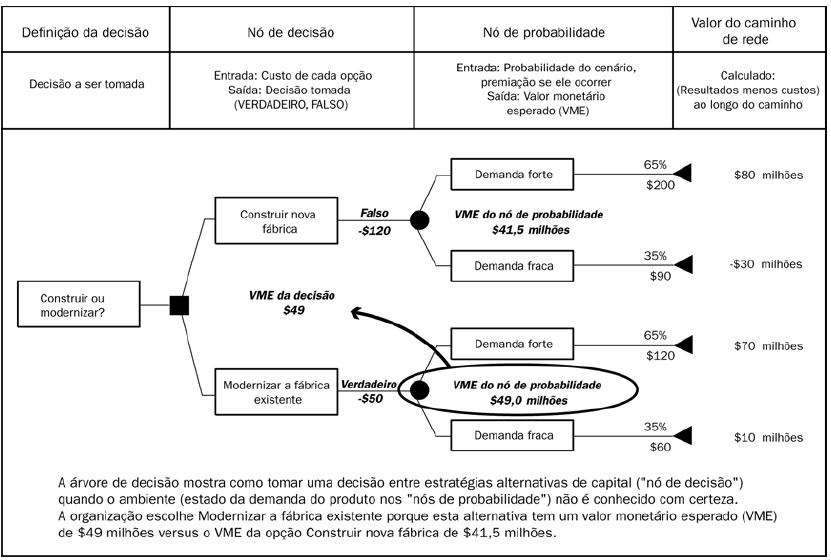 Definição da decisão
Nó de decisão
Nó de probabilidade
Valor do caminho
de rede
Decisão a ser tomada
Entrada: Custo de cada opção
Saída: Decisão tomada
(VERDADEIRO, FALSO)
Entrada: Probabilidade do cenário,
premiação se ele ocorrer
Saída: Valor monetário
esperado (VME)
Calculado:
(Resultados menos custos)
ao longo do caminho
Construir ou
modernizar?
Construir nova
fábrica
Falso
-$120
Demanda forte
65%
$200
$80 milhões
VME do nó de probabilidade
$41,5 milhões
Demanda fraca
35%
$90
-$30 milhões
VME da decisão
$49
Modernizar a fábrica
existente
Verdadeiro
-$50
Demanda forte
65%
$120
$70 milhões
VME do nó de probabilidade
$49,0 milhões
Demanda fraca
35%
$60
$10 milhões
A árvore de decisão mostra como tomar uma decisão entre estratégias alternativas de capital ("nó de decisão")
quando o ambiente (estado da demanda do produto nos "nós de probabilidade") não é conhecido com certeza.
A organização escolhe Modernizar a fábrica existente porque esta alternativa tem um valor monetário esperado (VME)
de $49 milhões versus o VME da opção Construir nova fábrica de $41,5 milhões.